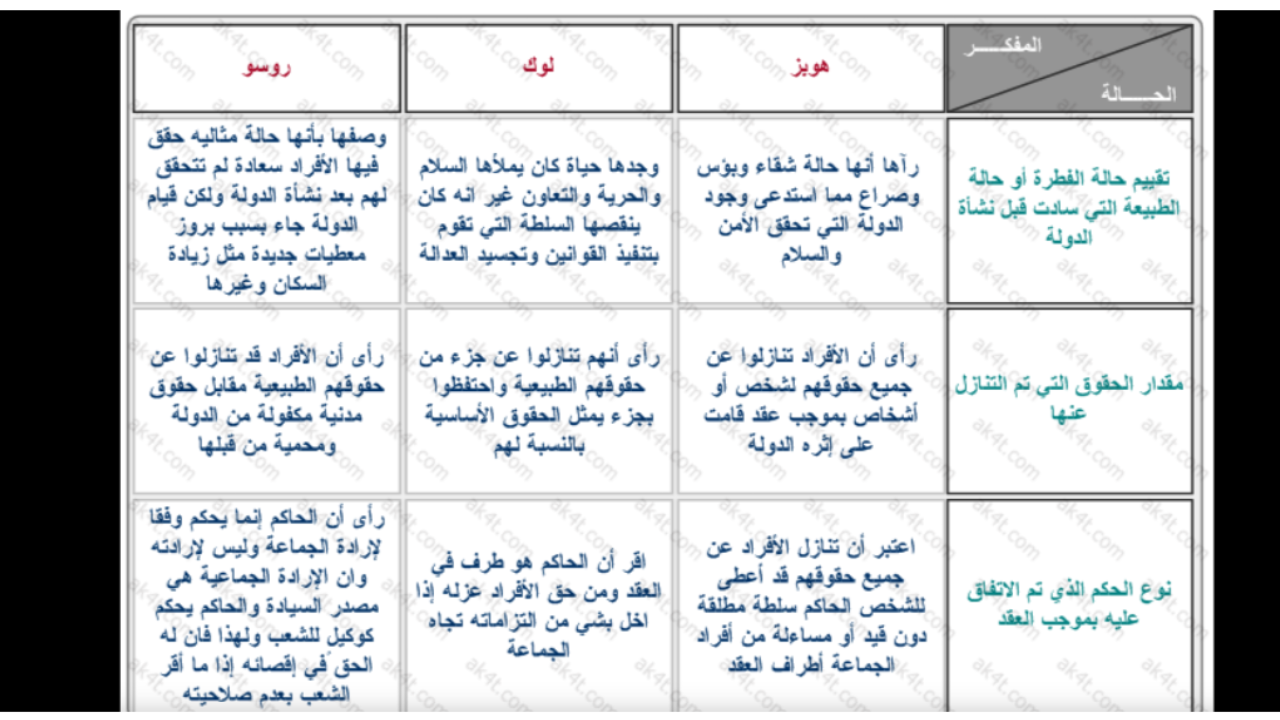 المفكـــــر
الحـــــالة
هوبز
لوك
روسو
تقييم حالة الفطرة أو حالة
الطبيعة التي سادت قبل نشأة
الدولة
رآها أنها حالة شقاء وبؤس
وصراع مما استدعى وجود
الدولة التي تحقق الأمن
والسلام
وجدها حياة كان يملأها السلام
والحرية والتعاون غير انه كان
ينقصها السلطة التي تقوم
بتنفيذ القوانين وتجسيد العدالة
وصفها بأنها حالة مثاليه حقق
فيها الأفراد سعادة لم تتحقق
لهم بعد نشأة الدولة ولكن قيام
الدولة جاء بسبب بروز
معطيات جديدة مثل زيادة
السكان وغيرها
مقدار الحقوق التي تم التنازل
عنها
رأى أن الأفراد تنازلوا عن
جميع حقوقهم لشخص أو
أشخاص بموجب عقد قامت
على إثره الدولة
رأى أنهم تنازلوا عن جزء من
حقوقهم الطبيعية واحتفظوا
بجزء يمثل الحقوق الأساسية
بالنسبة لهم
رأى أن الأفراد قد تنازلوا عن
حقوقهم الطبيعية مقابل حقوق
مدنية مكفولة من الدولة
ومحمية من قبلها
نوع الحكم الذي تم الاتفاق
عليه بموجب العقد
اعتبر أن تنازل الأفراد عن
جميع حقوقهم قد أعطى
للشخص الحاكم سلطة مطلقة
دون قيد أو مساءلة من أفراد
الجماعة أطراف العقد
اقر أن الحاكم هو طرف في
العقد ومن حق الأفراد عزله إذا
اخل بشي من التزاماته تجاه
الجماعة
رأى أن الحاكم إنما يحكم وفقا
لإرادة الجماعة وليس لإرادته
وان الإرادة الجماعية هي
مصدر السيادة والحاكم يحكم
كوكيل للشعب ولهذا فان له
الحق في إقصائه إذا ما أقر
الشعب بعدم صلاحيته
ak4t.com